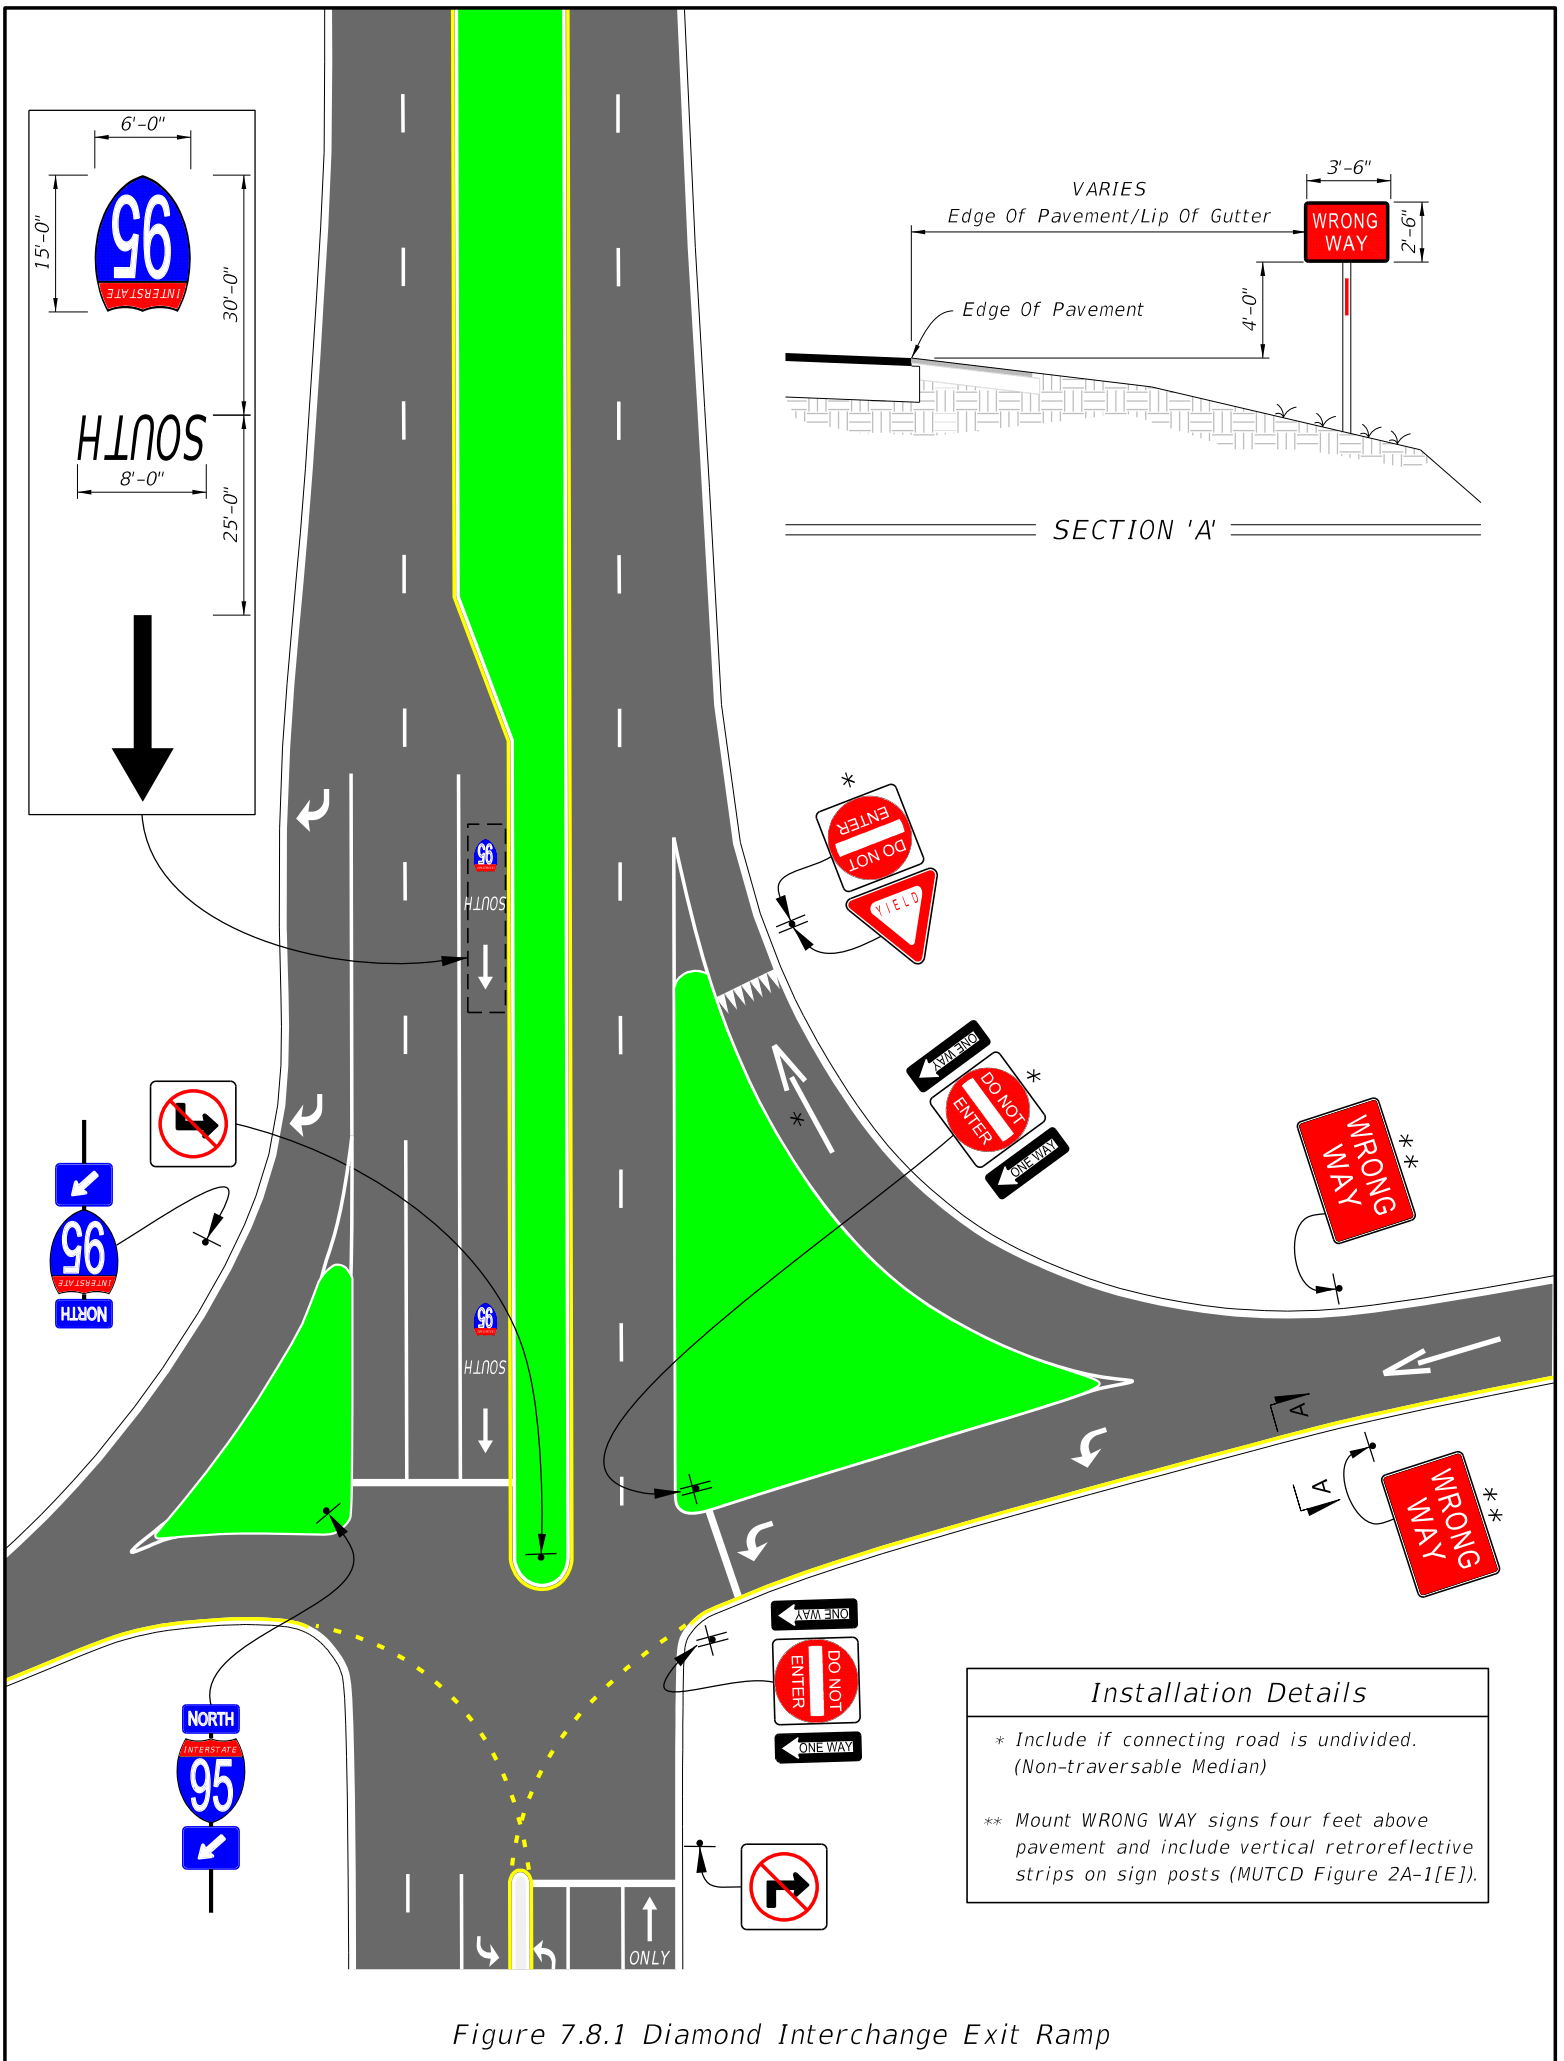 6'-0"
15'-0"
95
INTERSTATE
30'-0"
SOUTH
8'-0"
25'-0"
VARIES
Edge Of Pavement/Lip Of Gutter
3'-6"
WRONG
WAY
2'-6"
4'-0"
Edge Of Pavement
SECTION 'A'
*
DO NOT
ENTER
YIELD
95
SOUTH
ONE WAY
DO NOT
ENTER
*
ONE WAY
*
WRONG
WAY
**
95
INTERSTATE
NORTH
95
SOUTH
A
A
WRONG
WAY
**
ONE WAY
DO NOT
ENTER
ONE WAY
NORTH
INTERSTATE
95
ONLY
Installation Details
* Include if connecting road is undivided.
(Non-traversable Median)
** Mount WRONG WAY signs four feet above
pavement and include vertical retroreflective
strips on sign posts (MUTCD Figure 2A-1[E]).
Figure 7.8.1 Diamond Interchange Exit Ramp